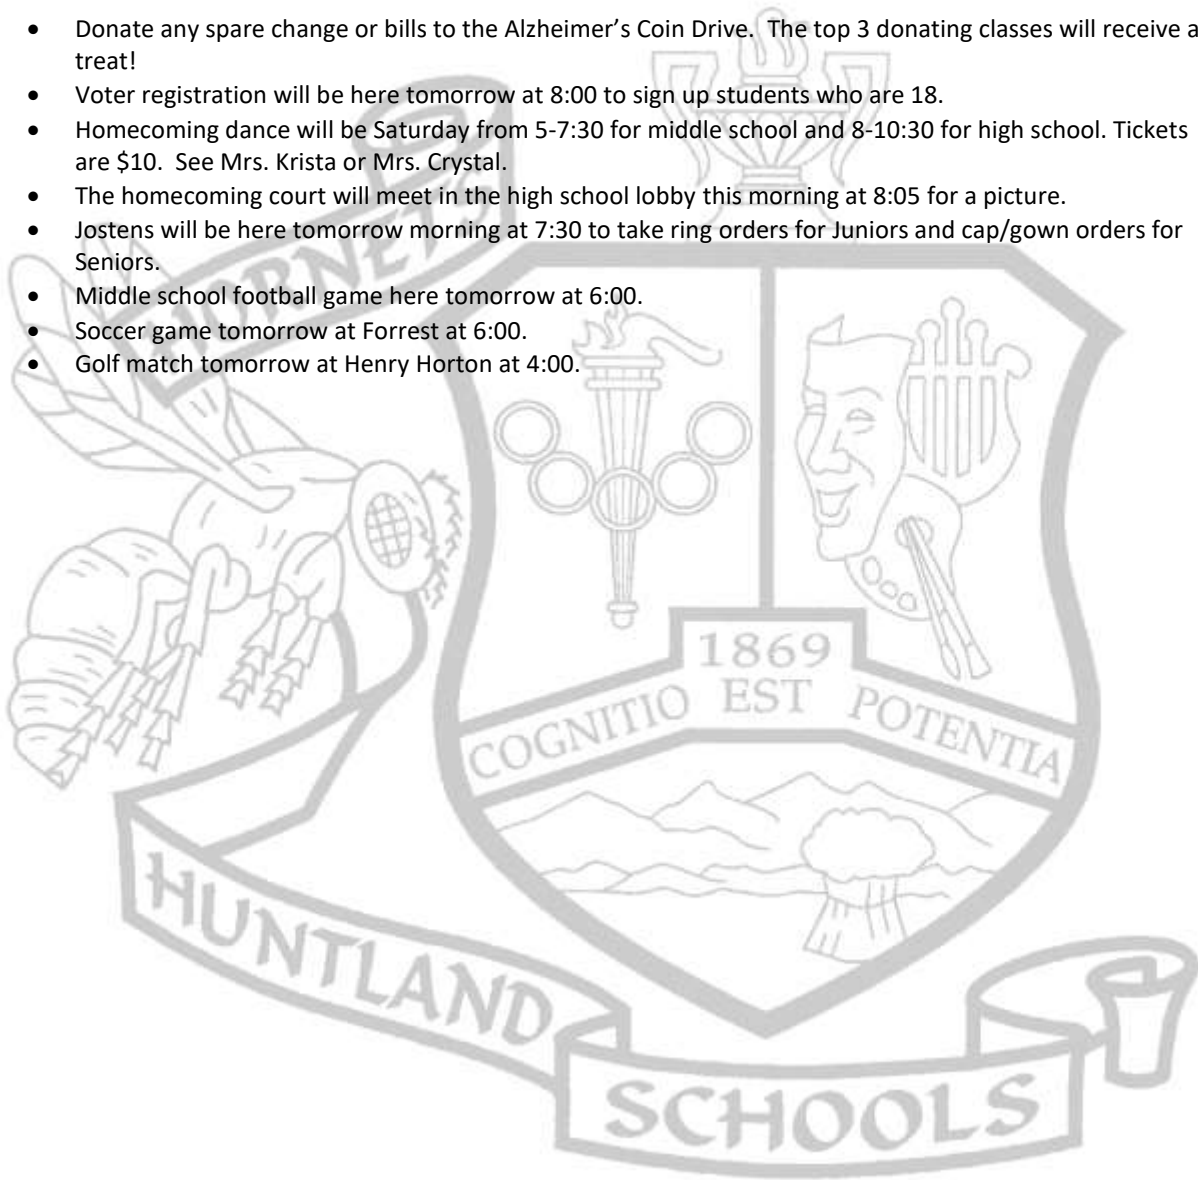 • Donate any spare change or bills to the Alzheimer’s Coin Drive.  The top 3 donating classes will receive a
treat!
• Voter registration will be here tomorrow at 8:00 to sign up students who are 18.
• Homecoming dance will be Saturday from 5-7:30 for middle school and 8-10:30 for high school. Tickets
are $10.  See Mrs. Krista or Mrs. Crystal.
• The homecoming court will meet in the high school lobby this morning at 8:05 for a picture.
• Jostens will be here tomorrow morning at 7:30 to take ring orders for Juniors and cap/gown orders for
Seniors.
• Middle school football game here tomorrow at 6:00.
• Soccer game tomorrow at Forrest at 6:00.
• Golf match tomorrow at Henry Horton at 4:00.
HORNETS
1869
COGNITIO EST POTENTIA
HUNTLAND
SCHOOLS